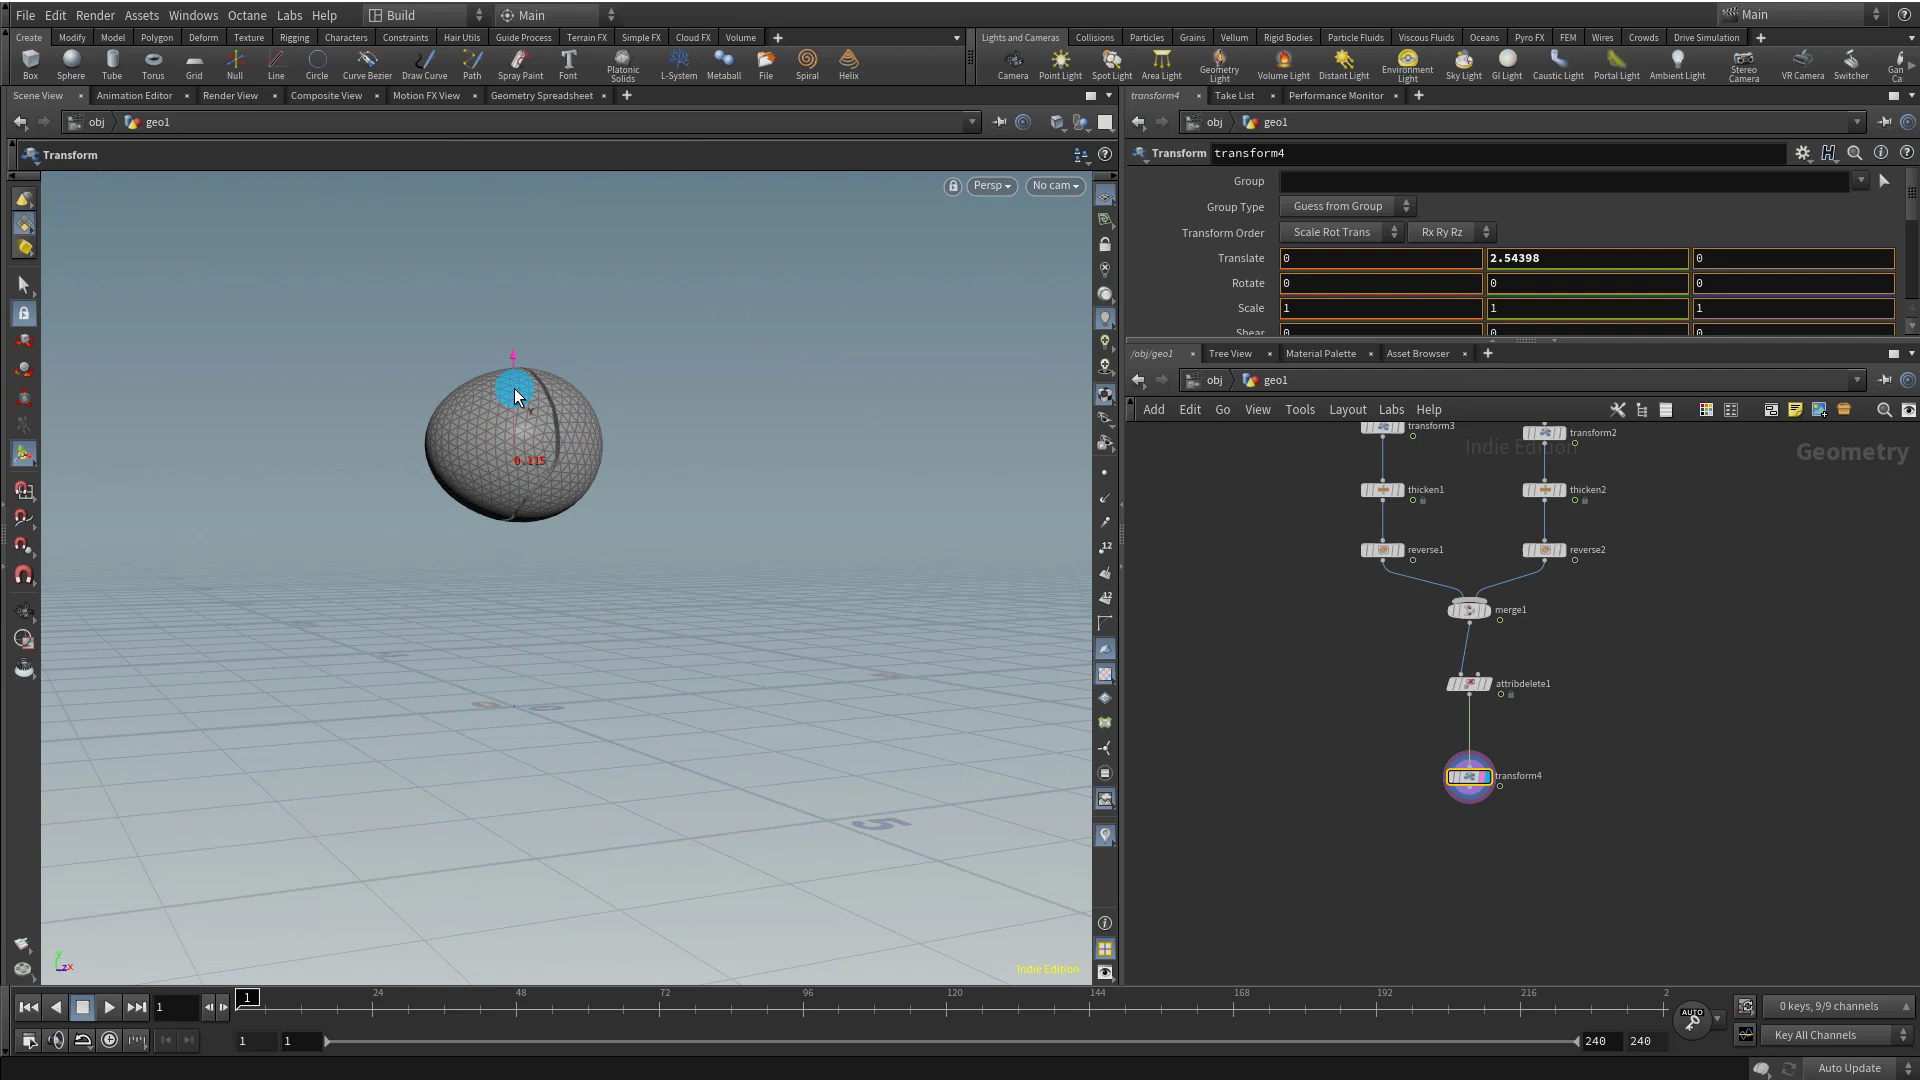 File Edit Render Assets Windows Octane Labs Help Build Main Main
Create Modify Model Polygon Deform Texture Rigging Characters Constraints Hair Utils Guide Process Terrain FX Simple FX Cloud FX Volume
Lights and Cameras Collisions Particles Grains Vellum Rigid Bodies Particle Fluids Viscous Fluids Oceans Pyro FX FEM Wires Crowds Drive Simulation
Box Sphere Tube Torus Grid Null Line Circle Curve Bezier Draw Curve Path Spray Paint Font Platonic Solids L-System Metaball File Spiral Helix
Camera Point Light Spot Light Area Light Geometry Light Volume Light Distant Light Environment Light Sky Light GI Light Caustic Light Portal Light Ambient Light Stereo Camera VR Camera Switcher Gan Ca
Scene View Animation Editor Render View Composite View Motion FX View Geometry Spreadsheet
transform4 Take List Performance Monitor
obj geo1
obj geo1
Transform
Transform transform4
Persp No cam
Group
Group Type Guess from Group
Transform Order Scale Rot Trans Rx Ry Rz
Translate 0 2.54398 0
Rotate 0 0 0
Scale 1 1 1
Shear 0 0 0
/obj/geo1 Tree View Material Palette Asset Browser
obj geo1
Add Edit Go View Tools Layout Labs Help
Indie Edition
Geometry
transform3 transform2
thicken1 thicken2
reverse1 reverse2
merge1
attribdelete1
transform4
Y
0.115
5
12
12
y
z x
Indie Edition
1 1 24 48 72 96 120 144 168 192 216 2
AUTO
0 keys, 9/9 channels
1 1 240 240
Key All Channels
Auto Update